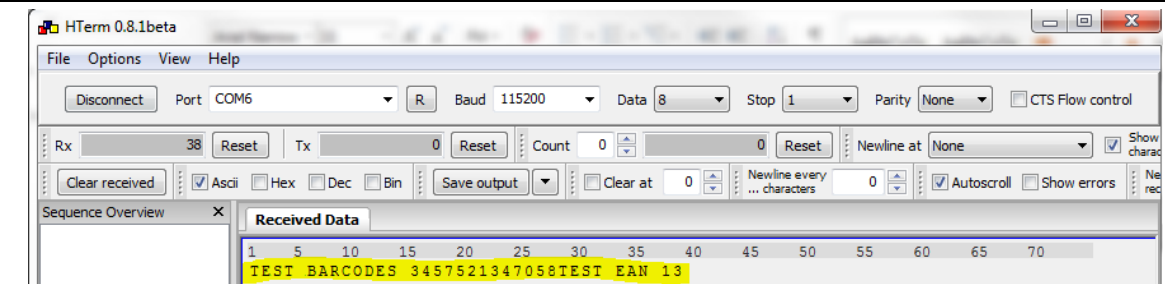 HTerm 0.8.1beta
File Options View Help
Disconnect Port COM6 R Baud 115200 Data 8 Stop 1 Parity None CTS Flow control
Rx 38 Reset Tx 0 Reset Count 0 0 Reset Newline at None Show
charac
Clear received Ascii Hex Dec Bin Save output Clear at 0 Newline every
... characters 0 Autoscroll Show errors Ne
rec
Sequence Overview X Received Data
1 5 10 15 20 25 30 35 40 45 50 55 60 65 70
TEST BARCODES 3457521347058TEST EAN 13